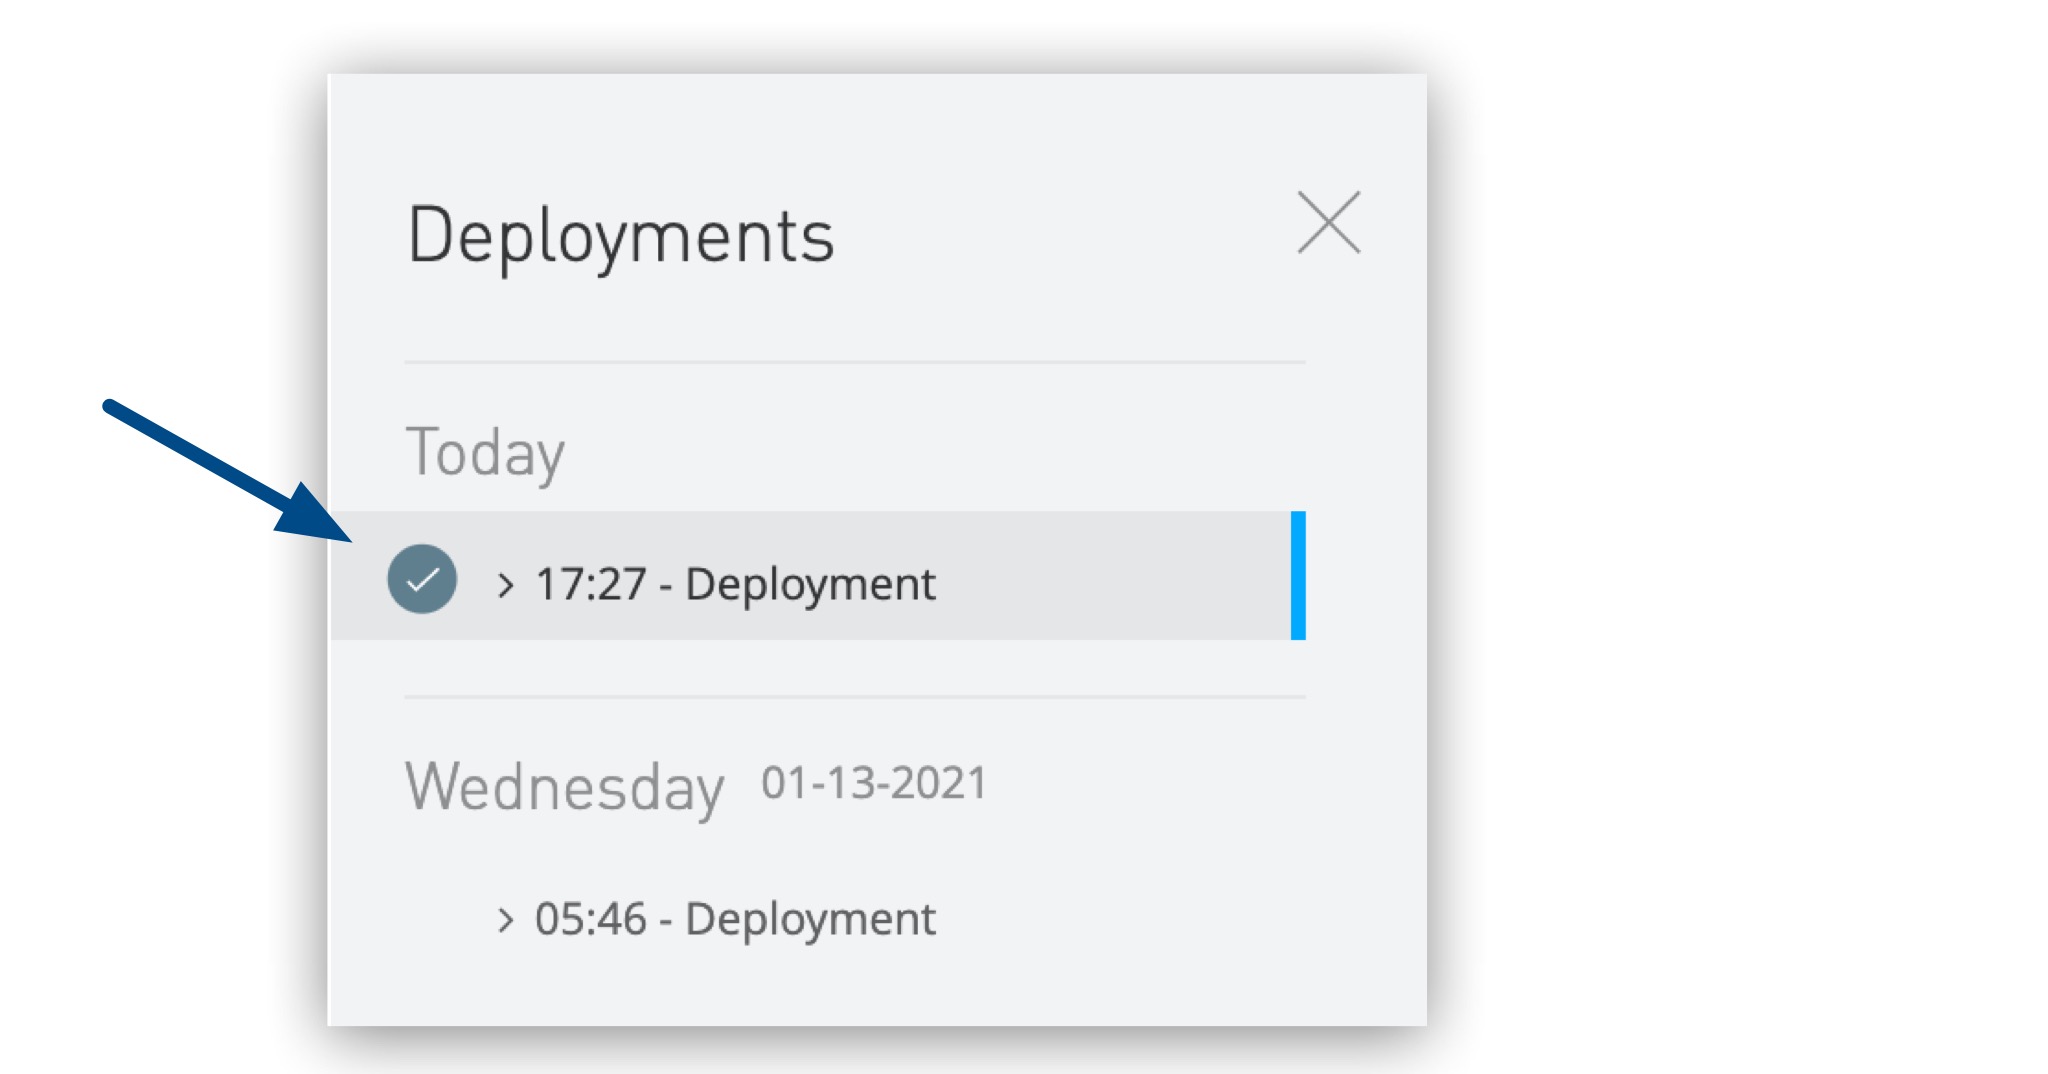 Deployments
Today
17:27 - Deployment
Wednesday 01-13-2021
05:46 - Deployment